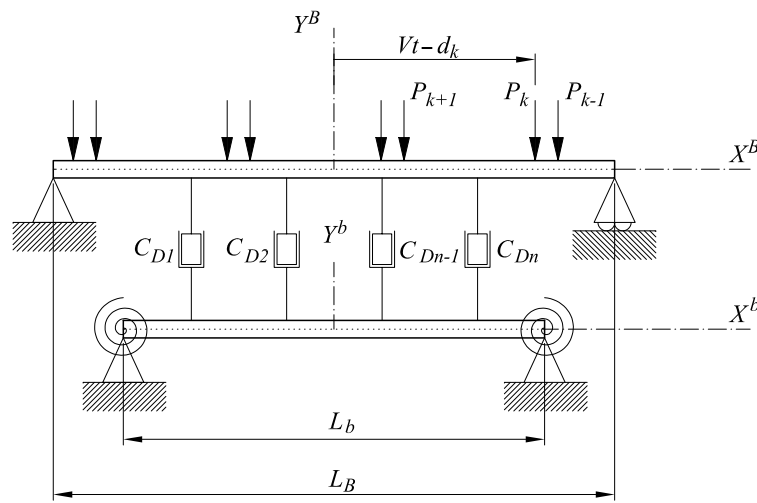 Y^B
Vt–d_k
P_{k+1} P_k P_{k-1}
X^B
C_{D1} C_{D2} Y^b C_{Dn-1} C_{Dn}
X^b
L_b
L_B